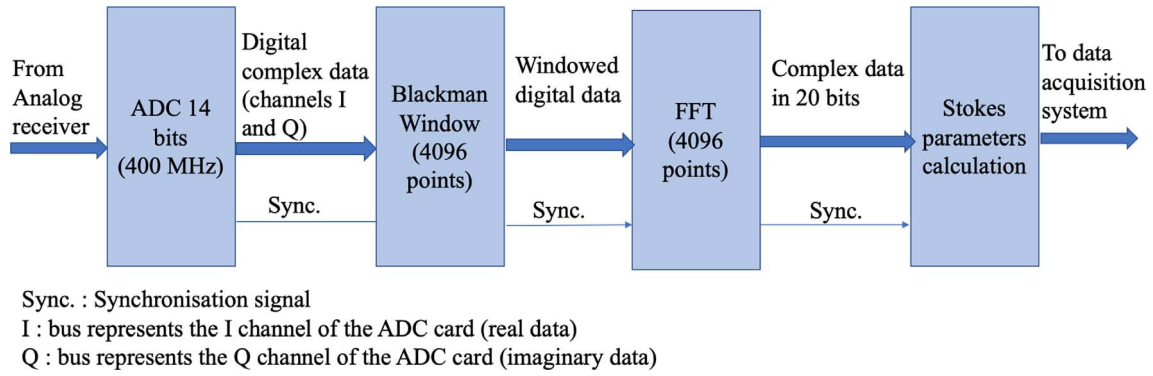 From
Analog
receiver
ADC 14
bits
(400 MHz)
Digital
complex data
(channels I
and Q)
Sync.
Blackman
Window
(4096
points)
Windowed
digital data
Sync.
FFT
(4096
points)
Complex data
in 20 bits
Sync.
Stokes
parameters
calculation
To data
acquisition
system
Sync. : Synchronisation signal
I : bus represents the I channel of the ADC card (real data)
Q : bus represents the Q channel of the ADC card (imaginary data)